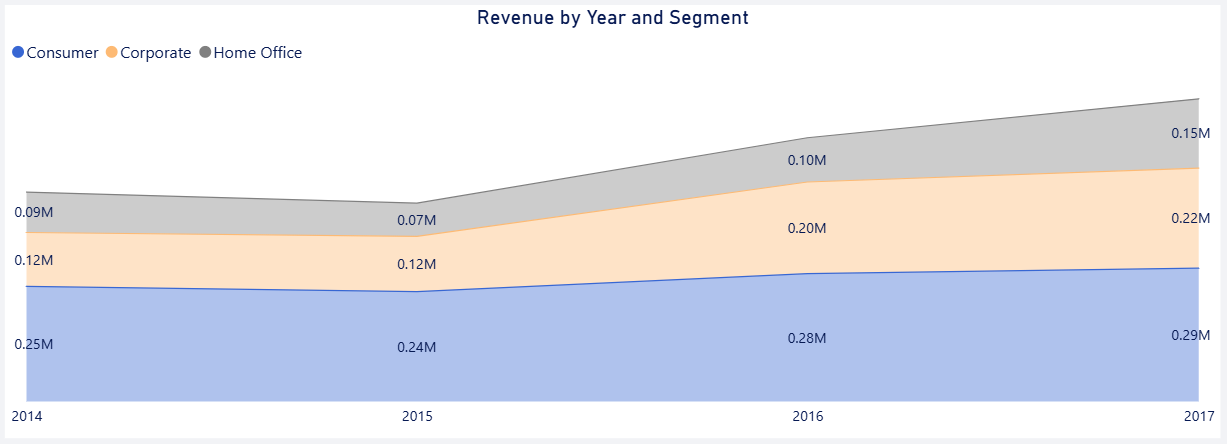 Revenue by Year and Segment
Consumer Corporate Home Office
0.09M 0.07M 0.10M 0.15M
0.12M 0.12M 0.20M 0.22M
0.25M 0.24M 0.28M 0.29M
2014 2015 2016 2017